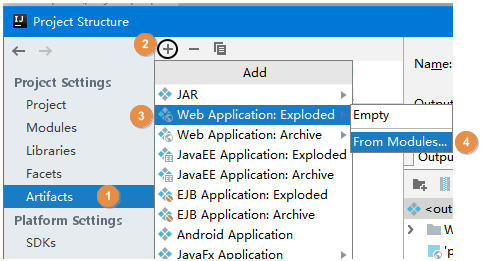 IJ Project Structure
2
Add
Name:
Project Settings
Project
Modules
Libraries
Facets
Artifacts 1
Platform Settings
SDKs
JAR
3 Web Application: Exploded
Web Application: Archive
JavaEE Application: Exploded
JavaEE Application: Archive
EJB Application: Exploded
EJB Application: Archive
Android Application
JavaFx Application
Empty
From Modules... 4
Output
<out
W
'p